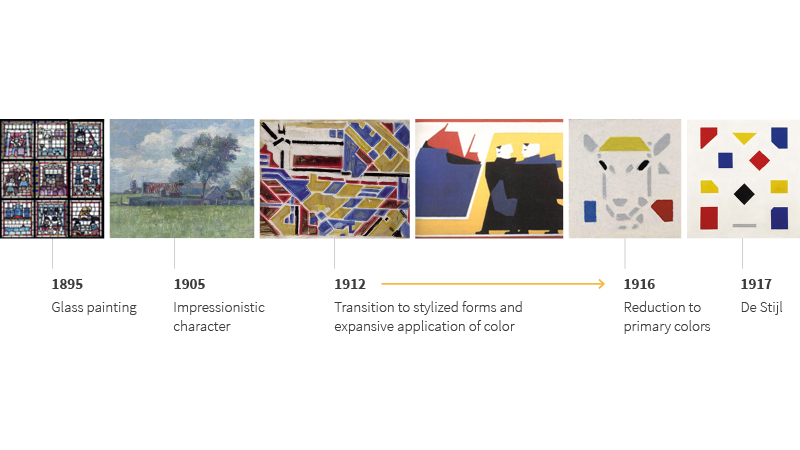 1895
Glass painting
1905
Impressionistic
character
1912
Transition to stylized forms and
expansive application of color
1916
Reduction to
primary colors
1917
De Stijl